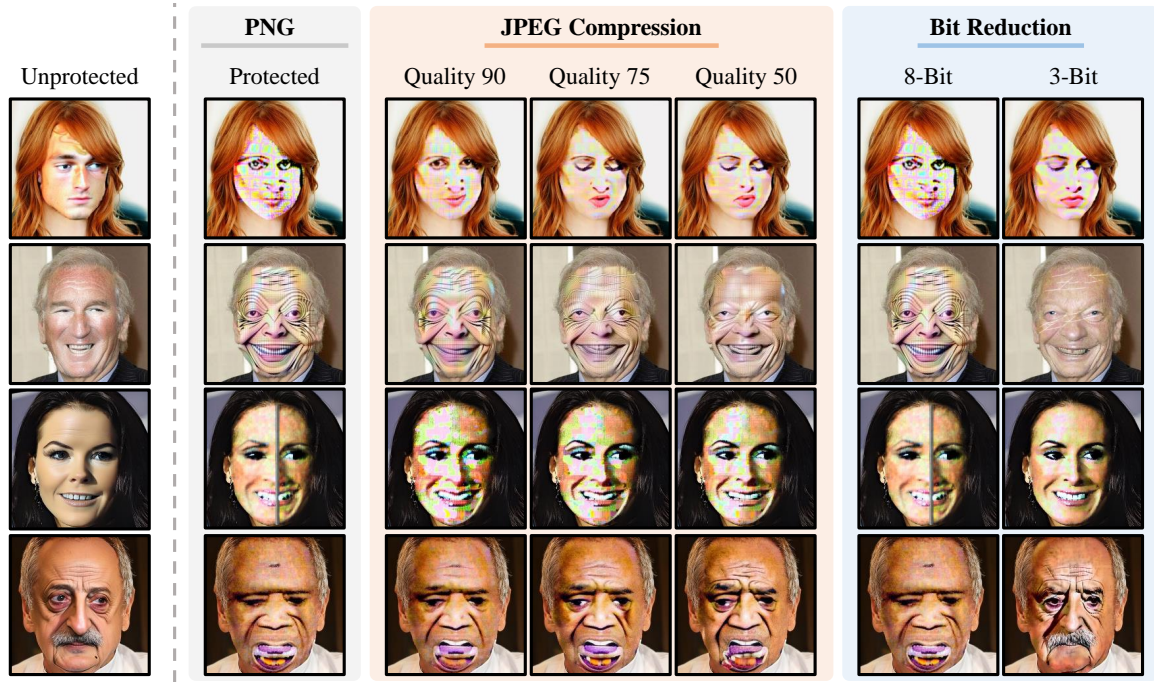 PNG
JPEG Compression
Bit Reduction
Unprotected
Protected
Quality 90
Quality 75
Quality 50
8-Bit
3-Bit